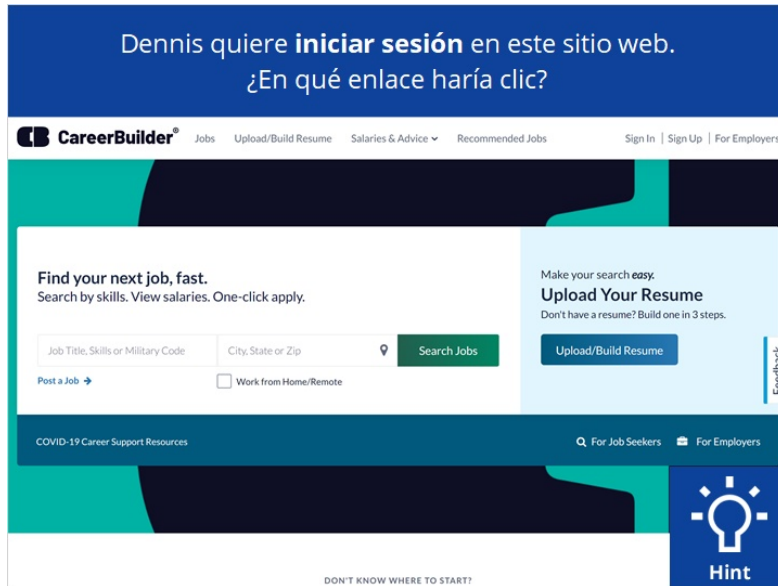 Dennis quiere iniciar sesión en este sitio web.
¿En qué enlace haría clic?
CB CareerBuilder® Jobs Upload/Build Resume Salaries & Advice Recommended Jobs Sign In | Sign Up | For Employers
Find your next job, fast.
Search by skills. View salaries. One-click apply.
Job Title, Skills or Military Code City, State or Zip Search Jobs
Post a Job Work from Home/Remote
Make your search easy.
Upload Your Resume
Don't have a resume? Build one in 3 steps.
Upload/Build Resume
Feedback
COVID-19 Career Support Resources For Job Seekers For Employers
Hint
DON'T KNOW WHERE TO START?